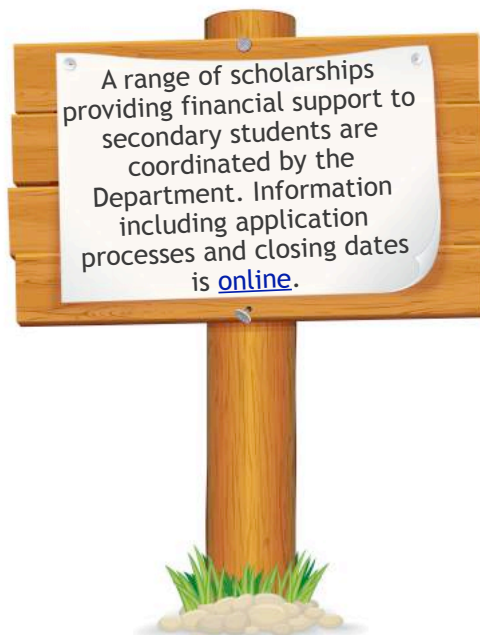 A range of scholarships
providing financial support to
secondary students are
coordinated by the
Department. Information
including application
processes and closing dates
is online.